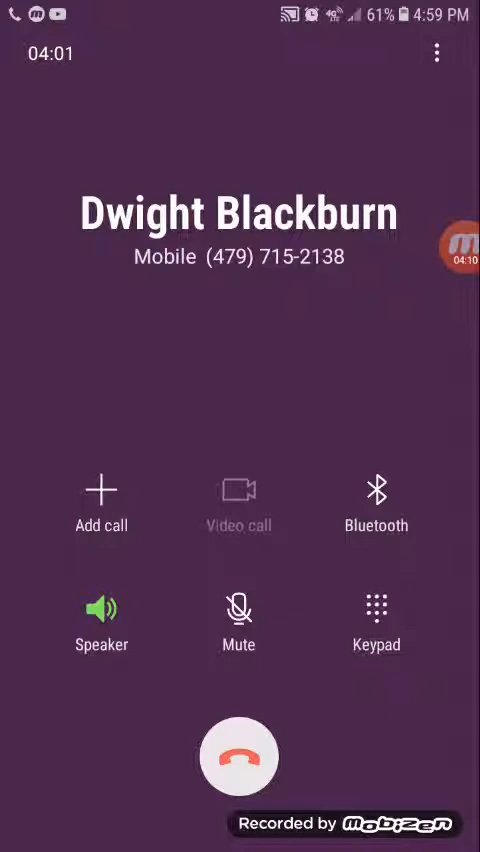 61% 4:59 PM
04:01
Dwight Blackburn
Mobile (479) 715-2138
04:10
Add call
Video call
Bluetooth
Speaker
Mute
Keypad
Recorded by mobizen